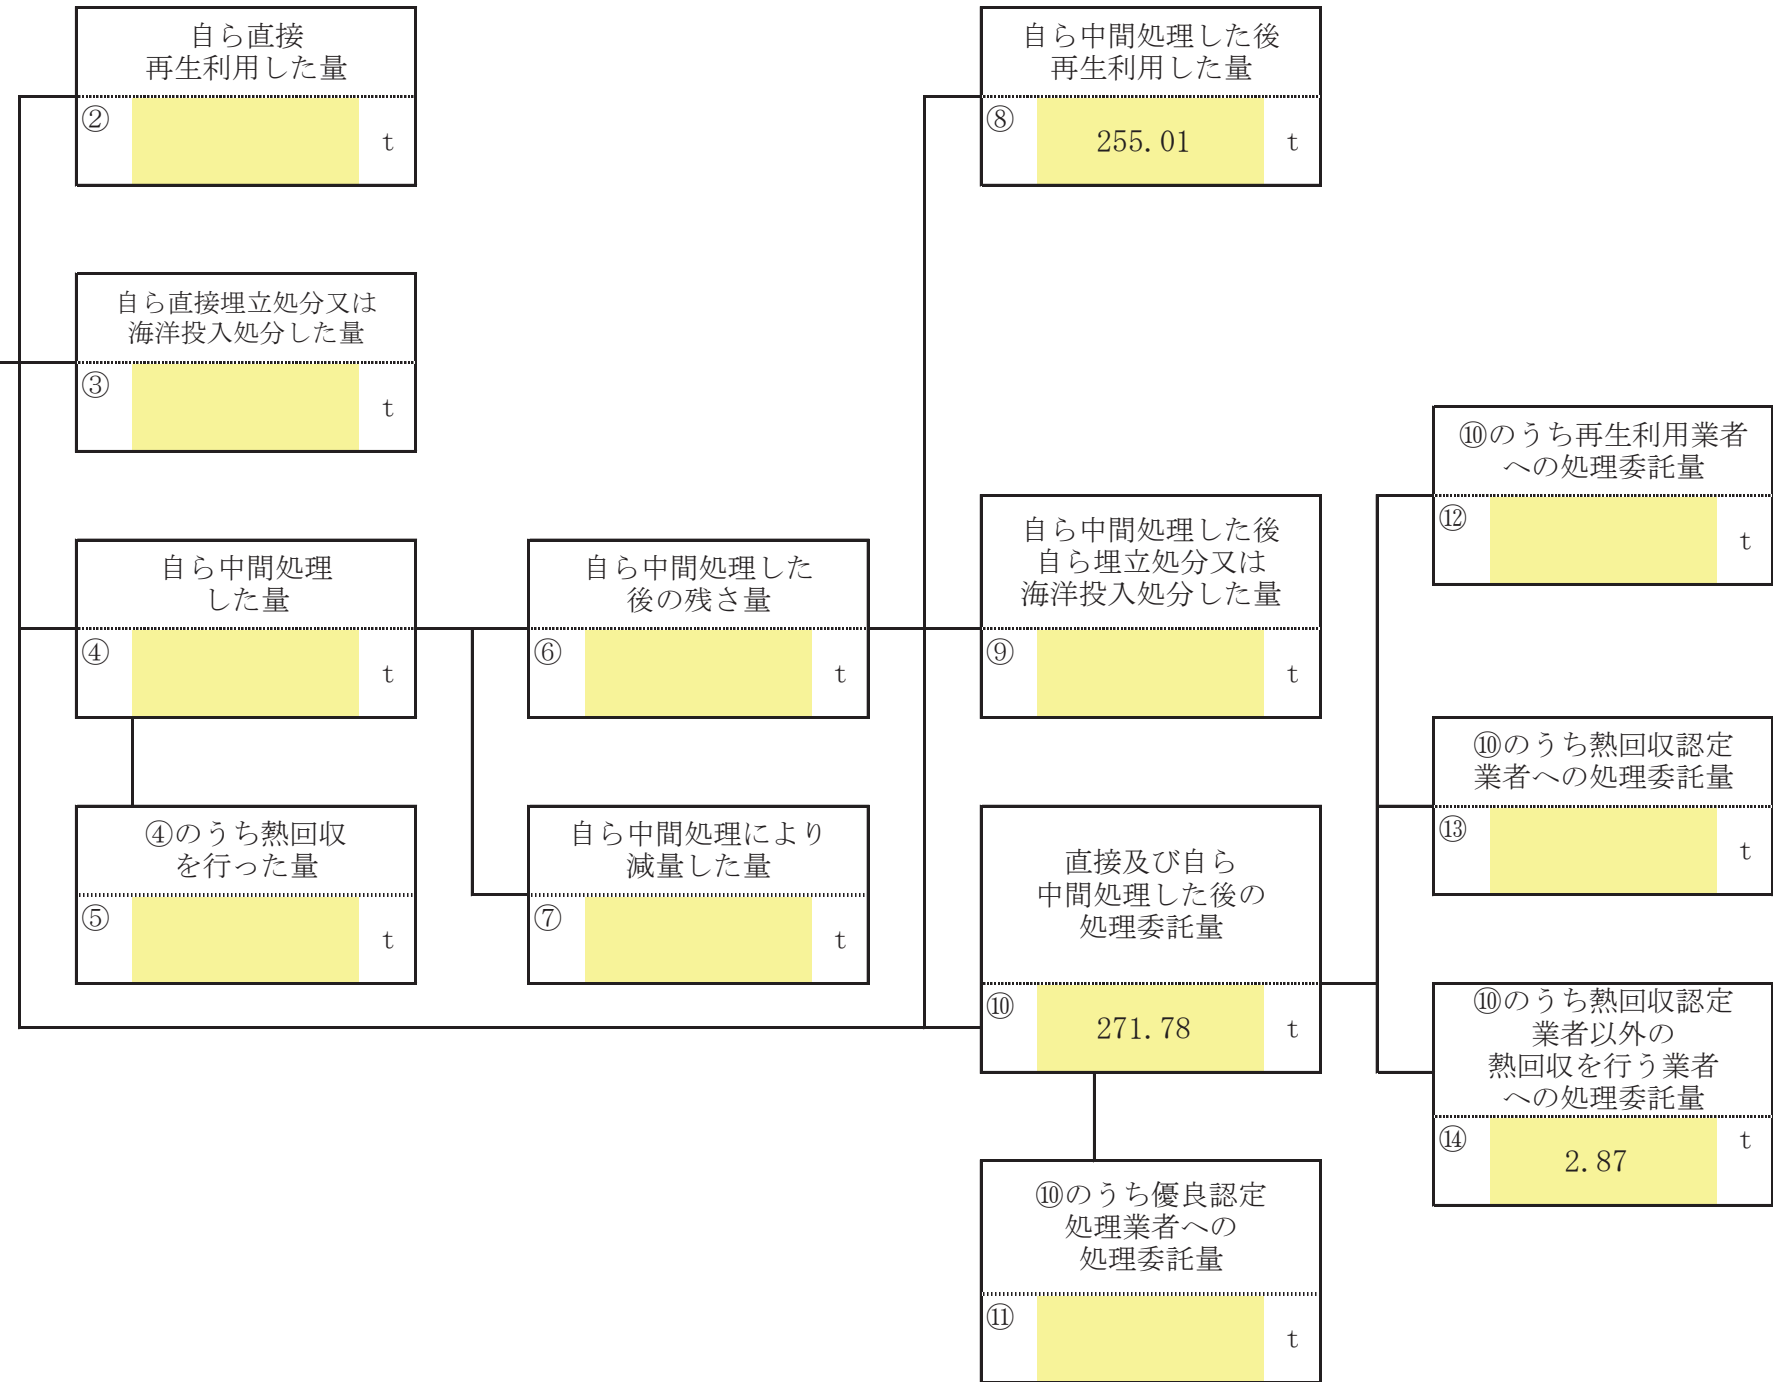 自ら直接
再生利用した量
②
t
自ら中間処理した後
再生利用した量
⑧
255.01
t
自ら直接埋立処分又は
海洋投入処分した量
③
t
⑩のうち再生利用業者
への処理委託量
⑫
t
自ら中間処理
した量
④
t
自ら中間処理した
後の残さ量
⑥
t
自ら中間処理した後
自ら埋立処分又は
海洋投入処分した量
⑨
t
⑩のうち熱回収認定
業者への処理委託量
⑬
t
④のうち熱回収
を行った量
⑤
t
自ら中間処理により
減量した量
⑦
t
直接及び自ら
中間処理した後の
処理委託量
⑩
271.78
t
⑩のうち熱回収認定
業者以外の
熱回収を行う業者
への処理委託量
⑭
2.87
t
⑩のうち優良認定
処理業者への
処理委託量
⑪
t